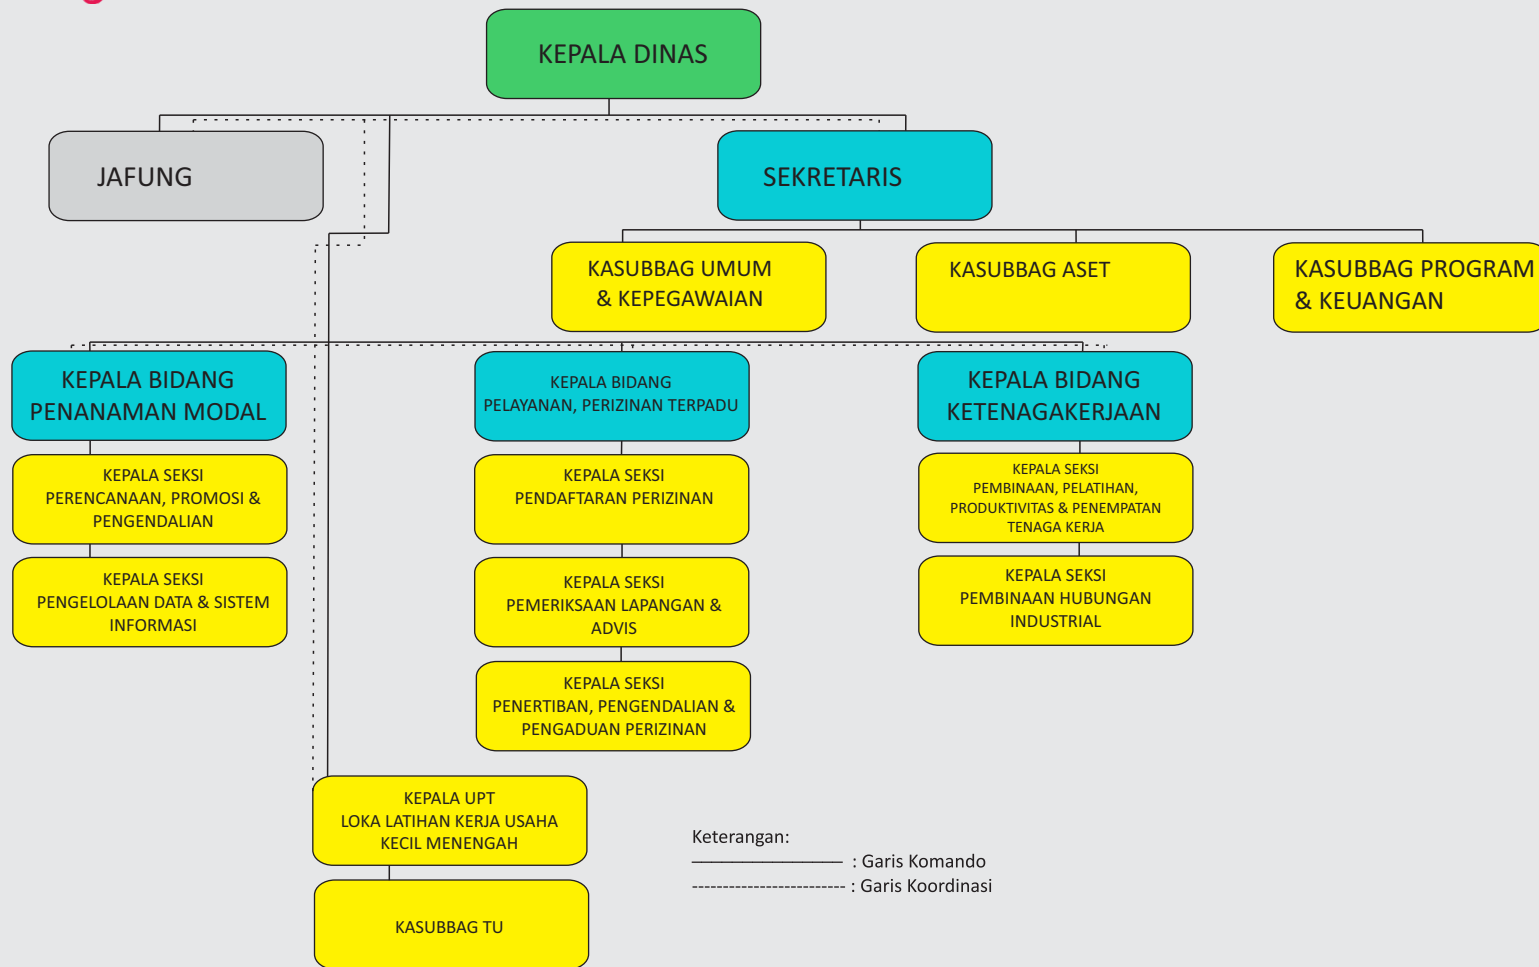 KEPALA DINAS
JAFUNG
SEKRETARIS
KASUBBAG UMUM
& KEPEGAWAIAN
KASUBBAG ASET
KASUBBAG PROGRAM
& KEUANGAN
KEPALA BIDANG
PENANAMAN MODAL
KEPALA BIDANG
PELAYANAN, PERIZINAN TERPADU
KEPALA BIDANG
KETENAGAKERJAAN
KEPALA SEKSI
PERENCANAAN, PROMOSI &
PENGENDALIAN
KEPALA SEKSI
PENDAFTARAN PERIZINAN
KEPALA SEKSI
PEMBINAAN, PELATIHAN,
PRODUKTIVITAS & PENEMPATAN
TENAGA KERJA
KEPALA SEKSI
PENGELOLAAN DATA & SISTEM
INFORMASI
KEPALA SEKSI
PEMERIKSAAN LAPANGAN &
ADVIS
KEPALA SEKSI
PEMBINAAN HUBUNGAN
INDUSTRIAL
KEPALA SEKSI
PENERTIBAN, PENGENDALIAN &
PENGADUAN PERIZINAN
KEPALA UPT
LOKA LATIHAN KERJA USAHA
KECIL MENENGAH
KASUBBAG TU
Keterangan:
: Garis Komando
: Garis Koordinasi